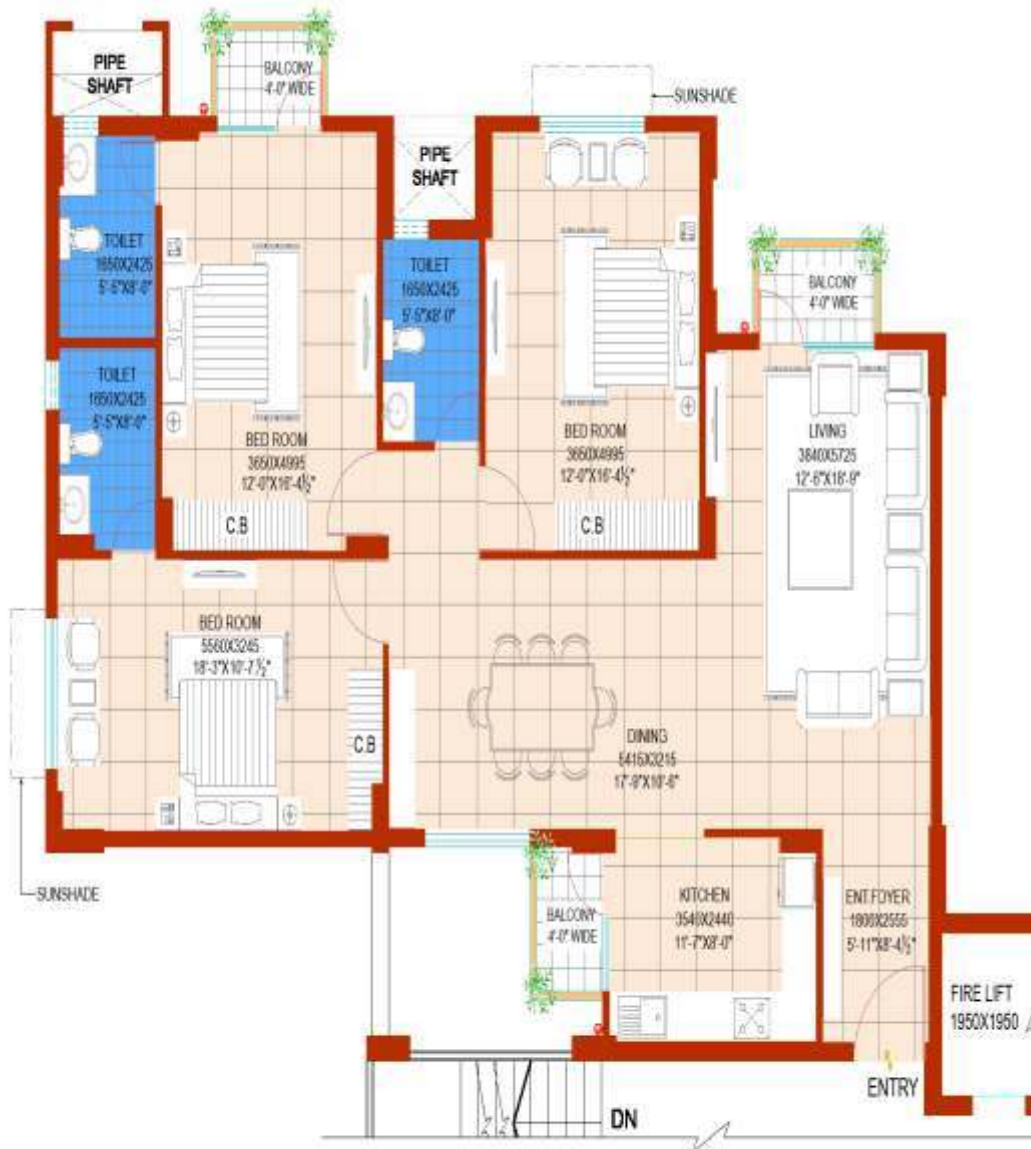 PIPE
SHAFT
BALCONY
4'-0" WIDE
SUNSHADE
PIPE
SHAFT
TOILET
1650X2425
5'-5"X8'-0"
TOILET
1650X2425
5'-5"X8'-0"
BALCONY
4'-0" WIDE
TOILET
1650X2425
5'-5"X8'-0"
BED ROOM
3650X4995
12'-0"X16'-4½"
BED ROOM
3650X4995
12'-0"X16'-4½"
LIVING
3840X5725
12'-6"X18'-9"
C.B
C.B
BED ROOM
5560X3245
18'-3"X10'-7½"
C.B
DINING
5415X3215
17'-9"X10'-6"
SUNSHADE
KITCHEN
3540X2440
11'-7"X8'-0"
ENT.FOYER
1800X2555
5'-11"X8'-4½"
BALCONY
4'-0" WIDE
FIRE LIFT
1950X1950
ENTRY
DN